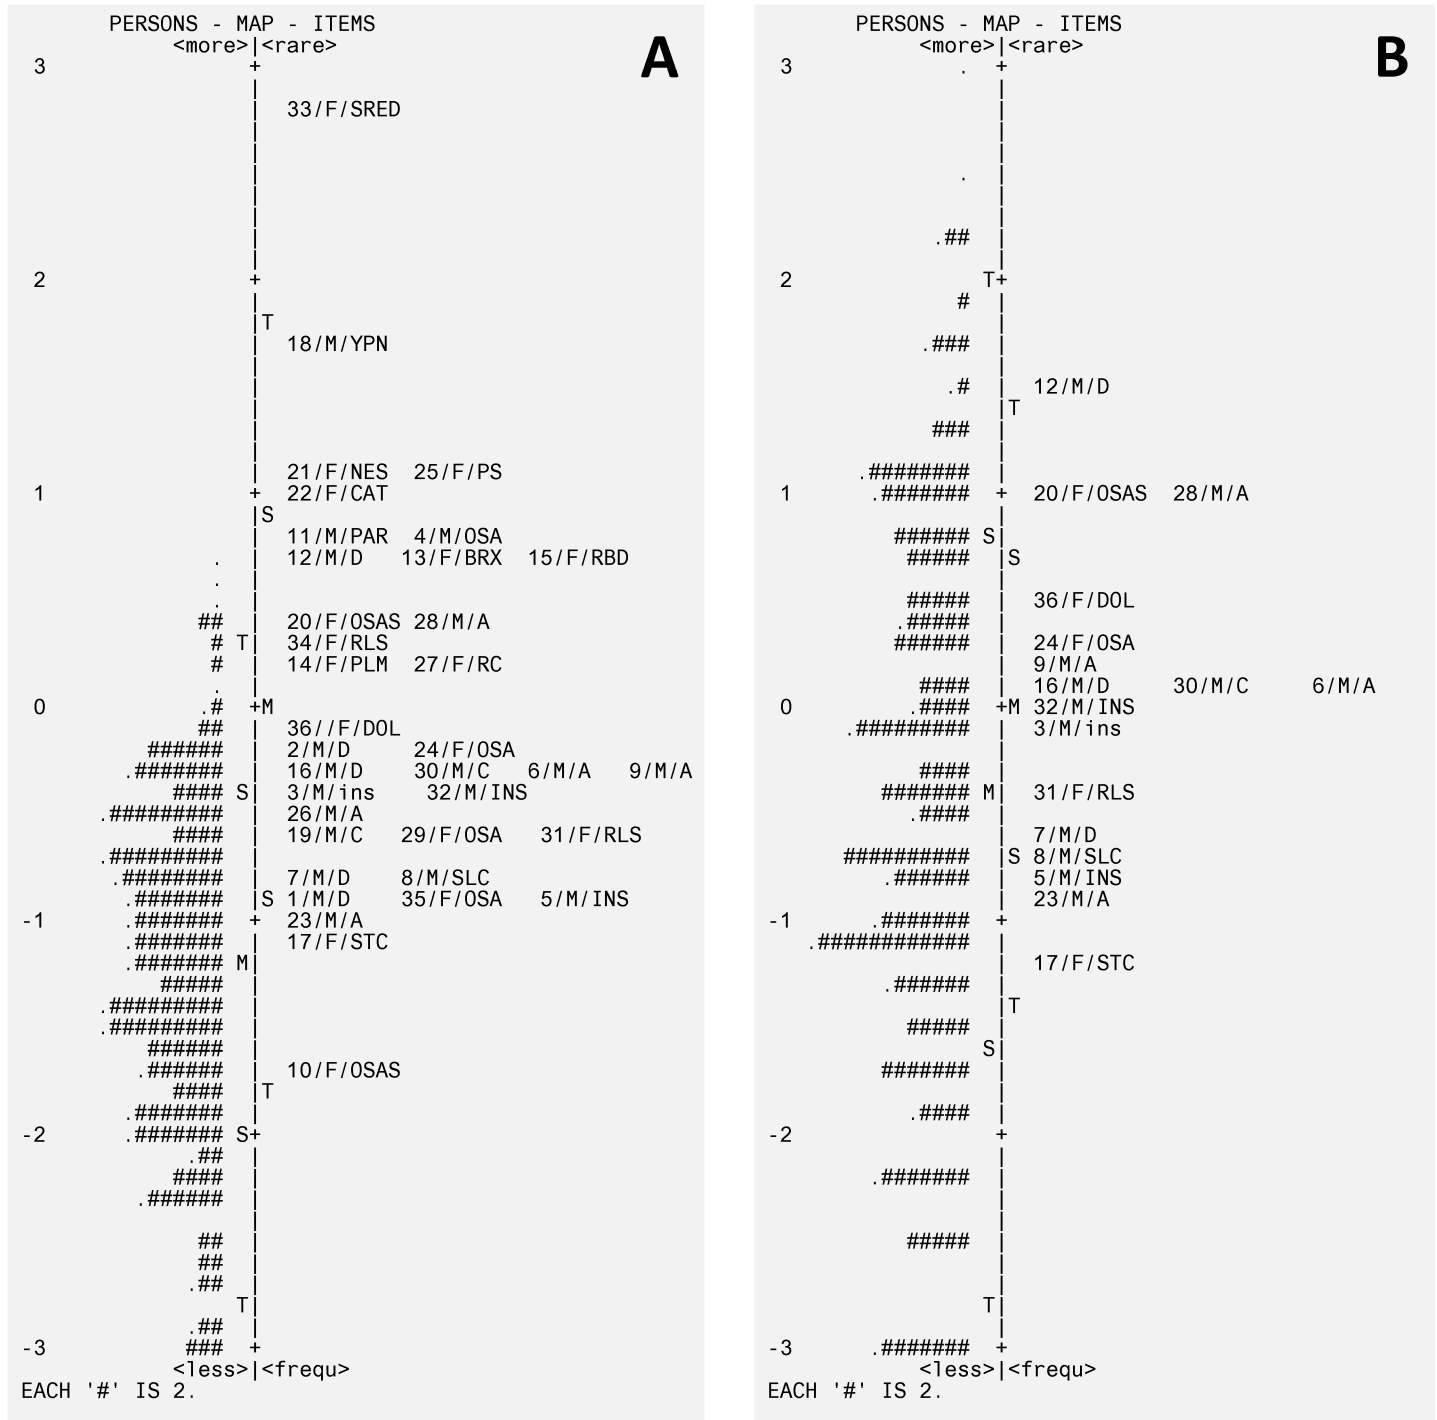 PERSONS - MAP - ITEMS
<more>|<rare>
A
3 +
|
| 33/F/SRED
|
|
|
|
|
|
|
2 +
|
|T
| 18/M/YPN
|
|
|
|
|
| 21/F/NES 25/F/PS
1 + 22/F/CAT
|S
| 11/M/PAR 4/M/OSA
. | 12/M/D 13/F/BRX 15/F/RBD
. |
. |
## | 20/F/OSAS 28/M/A
# T| 34/F/RLS
# | 14/F/PLM 27/F/RC
. |
0 .# +M
## | 36//F/DOL
###### | 2/M/D 24/F/OSA
.####### | 16/M/D 30/M/C 6/M/A 9/M/A
#### S| 3/M/ins 32/M/INS
.######### | 26/M/A
#### | 19/M/C 29/F/OSA 31/F/RLS
.######### |
.######## | 7/M/D 8/M/SLC
.####### |S 1/M/D 35/F/OSA 5/M/INS
-1 .####### + 23/M/A
.####### | 17/F/STC
.####### M|
##### |
.######### |
.######### |
###### |
.###### | 10/F/OSAS
#### |T
.####### |
-2 .####### S+
.## |
#### |
.###### |
|
## |
## |
.## |
T|
.## |
-3 ### +
<less>|<frequ>
EACH '#' IS 2.
PERSONS - MAP - ITEMS
<more>|<rare>
B
3 . +
|
|
|
|
. |
|
|
.## |
|
2 T+
# |
|
.### |
|
.# | 12/M/D
|T
### |
|
.######## |
1 .####### + 20/F/OSAS 28/M/A
|
###### S|
##### |S
|
##### | 36/F/DOL
.##### |
###### | 24/F/OSA
| 9/M/A
#### | 16/M/D 30/M/C 6/M/A
0 .#### +M 32/M/INS
.######### | 3/M/ins
|
#### |
####### M| 31/F/RLS
.#### |
| 7/M/D
########## |S 8/M/SLC
.###### | 5/M/INS
| 23/M/A
-1 .####### +
.############ |
| 17/F/STC
.###### |
|T
##### |
S|
####### |
|
.#### |
-2 +
|
.####### |
|
|
##### |
|
|
T|
|
-3 .####### +
<less>|<frequ>
EACH '#' IS 2.